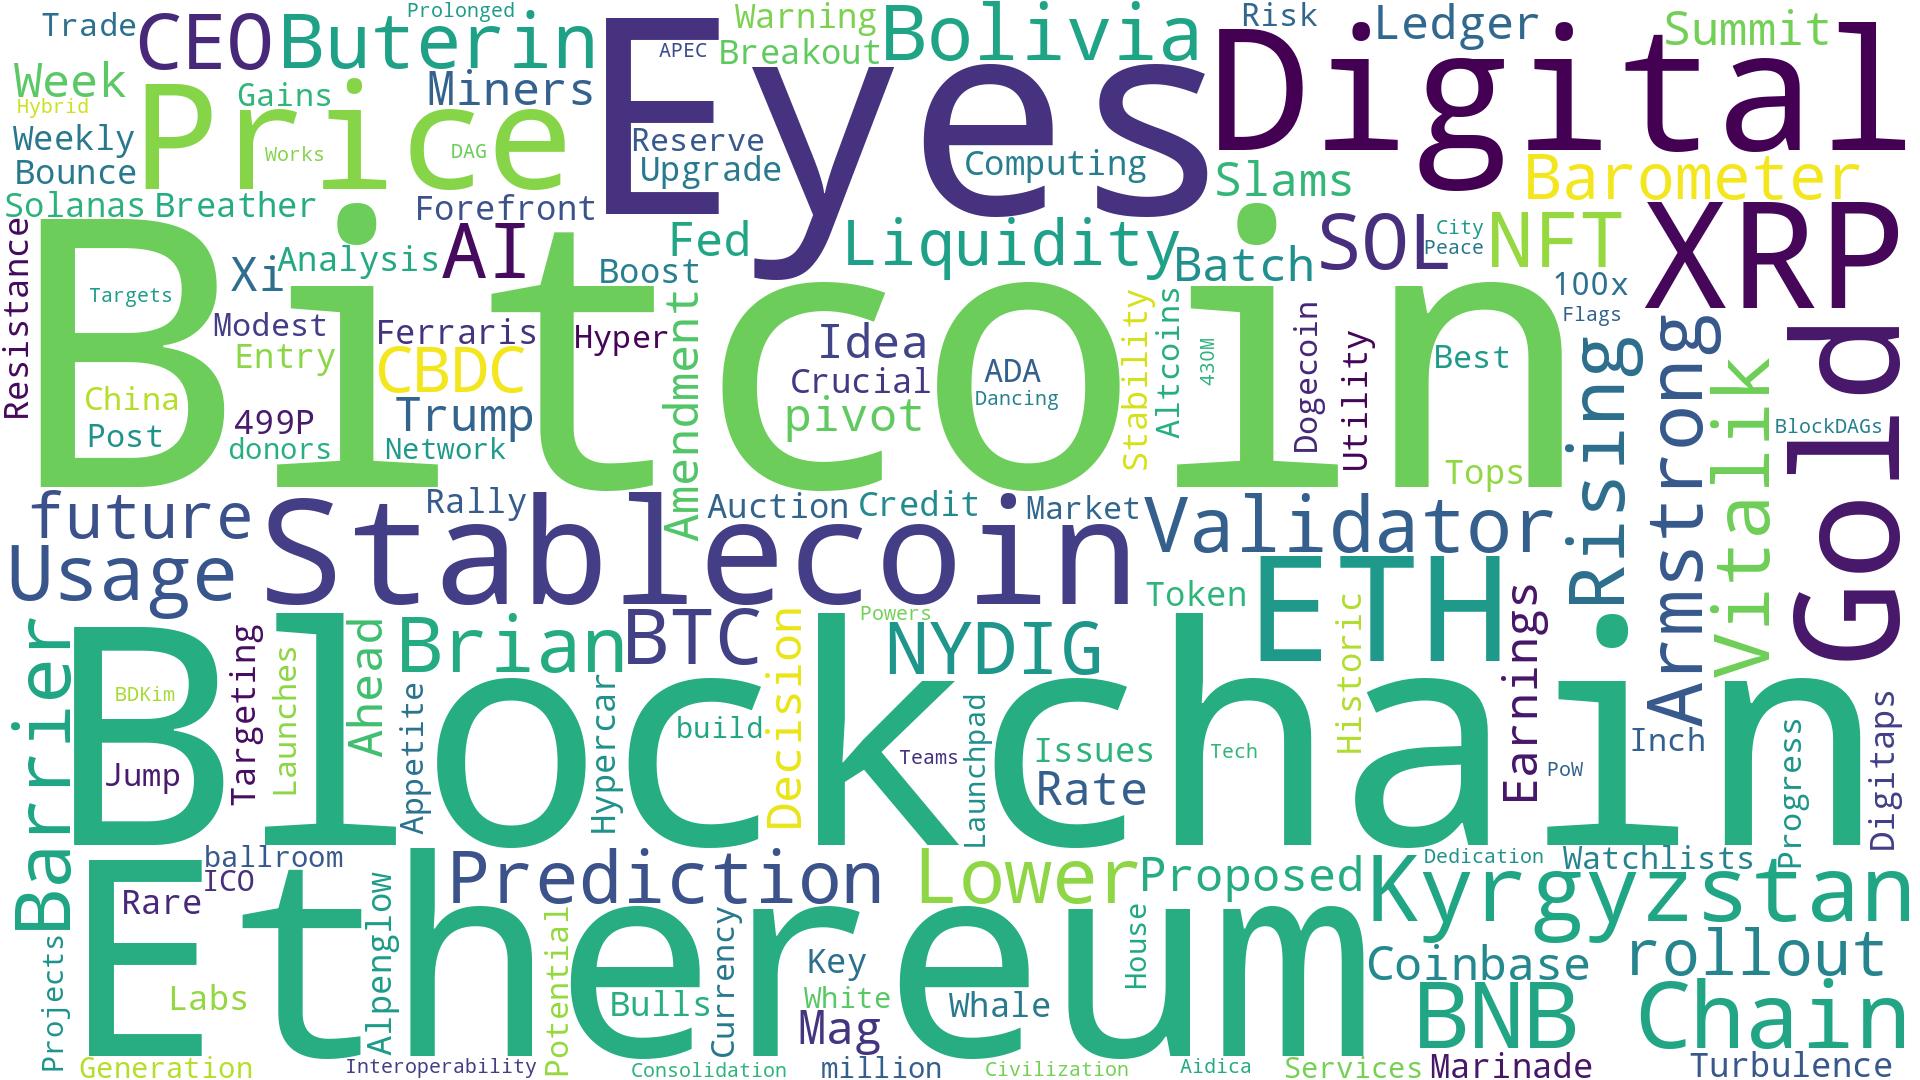 Prolonged
Trade
CEO
Buterin
Warning
Breakout
APEC
Bolivia
Risk
Ledger
Summit
Week
Hybrid
Gains
Miners
Eyes
Digital
Price
Weekly
Works
DAG
Reserve
Upgrade
Computing
Bounce
Slams
Barometer
Solanas
Breather
Forefront
Resistance
Xi
Analysis
AI
Fed
Boost
Liquidity
Batch
SOL
City
Peace
NFT
XRP
Bitcoin
Targets
Modest
Entry
Ferraris
CBDC
Hyper
Amendment
Idea
Crucial
pivot
ADA
Dancing
Stability
Altcoins
430M
Dogecoin
Utility
Best
100x
Flags
Rising
Armstrong
Vitalik
Gold
BlockDAGs
China
Post
499P
donors
Trump
Network
Tops
future
Usage
Rally
Stablecoin
Auction
Credit
Market
Validator
Token
ETH
Barrier
Targeting
Launches
Ahead
Brian
BTC
Decision
Powers
NYDIG
Historic
Earnings
Blockchain
BDKim
Jump
Appetite
Hypercar
build
Teams
Launchpad
Issues
Rate
Tech
PoW
Inch
Progress
Digitaps
ballroom
ICO
Rare
Prediction
Lower
Proposed
Dedication
Watchlists
Kyrgyzstan
Ethereum
Projects
Labs
Alpenglow
Potential
Bulls
Currency
Key
White
Mag
Whale
House
Coinbase
rollout
BNB Chain
Generation
Interoperability
Consolidation
million
Civilization
Aidica
Services
Marinade
Turbulence